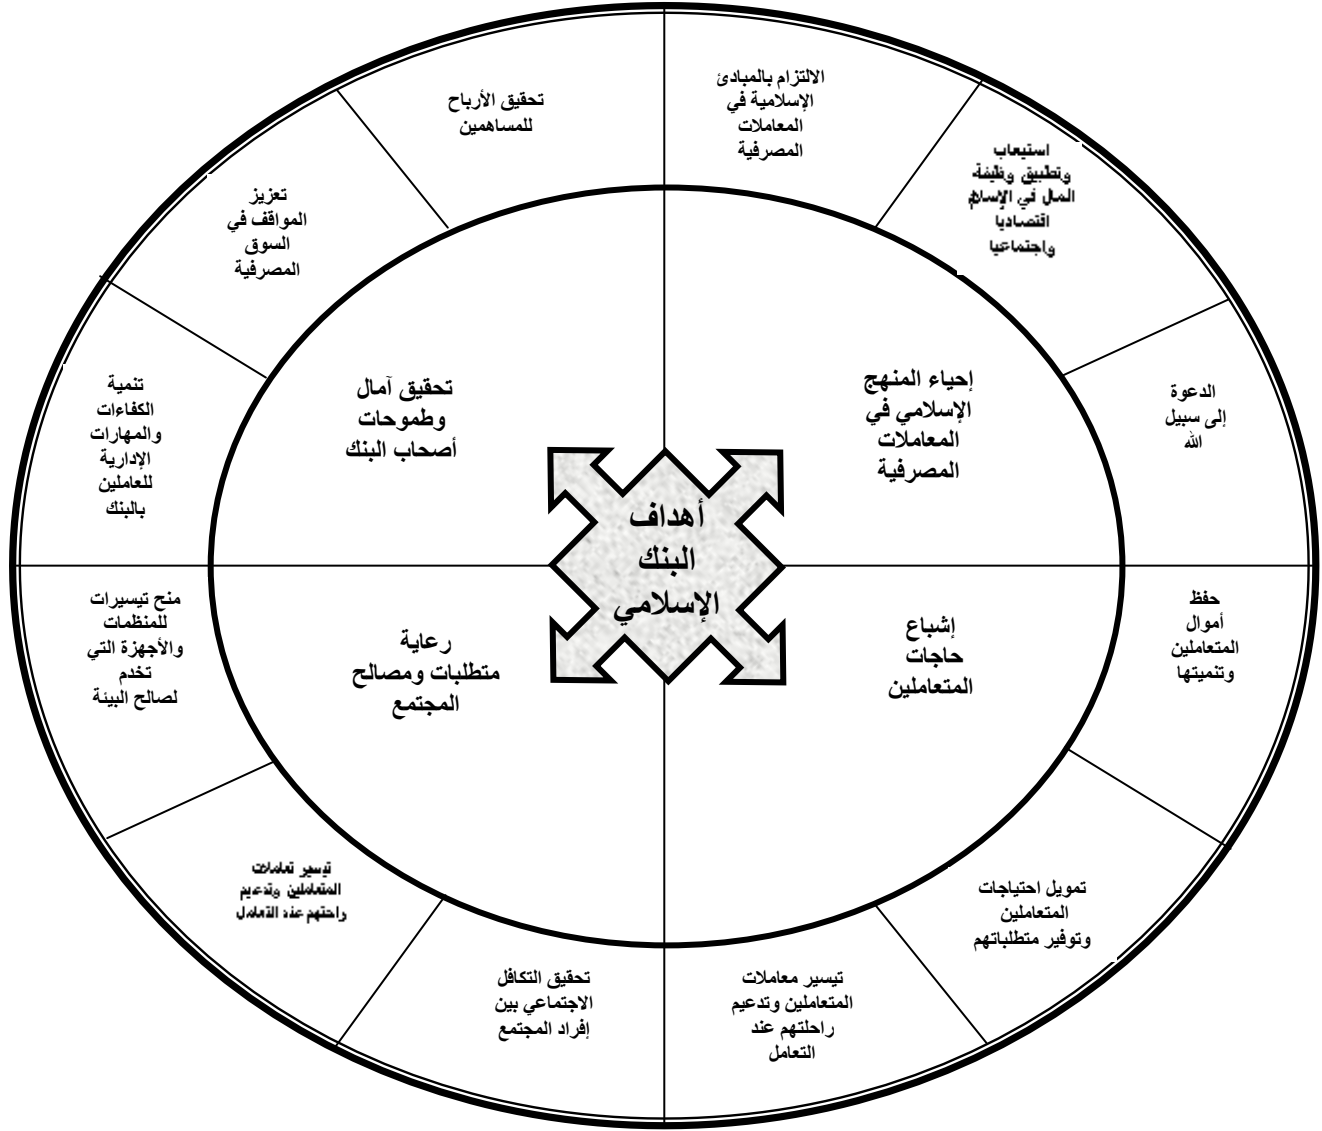 أهداف
البنك
الإسلامي
إحياء المنهج
الإسلامي في
المعاملات
المصرفية
إشباع
حاجات
المتعاملين
رعاية
متطلبات ومصالح
المجتمع
تحقيق آمال
وطموحات
أصحاب البنك
الالتزام بالمبادئ
الإسلامية في
المعاملات
المصرفية
استيعاب
وتطبيق وظيفة
المال في الإسلام
اقتصاديا
واجتماعيا
الدعوة
إلى سبيل
الله
حفظ
أموال
المتعاملين
وتنميتها
تمويل احتياجات
المتعاملين
وتوفير متطلباتهم
تيسير معاملات
المتعاملين وتدعيم
راحلتهم عند
التعامل
تحقيق التكافل
الاجتماعي بين
إفراد المجتمع
تيسير تعاملات
المتعاملين وتدعيم
راحتهم عند التعامل
منح تيسيرات
للمنظمات
والأجهزة التي
تخدم
لصالح البيئة
تنمية
الكفاءات
والمهارات
الإدارية
للعاملين
بالبنك
تعزيز
المواقف في
السوق
المصرفية
تحقيق الأرباح
للمساهمين